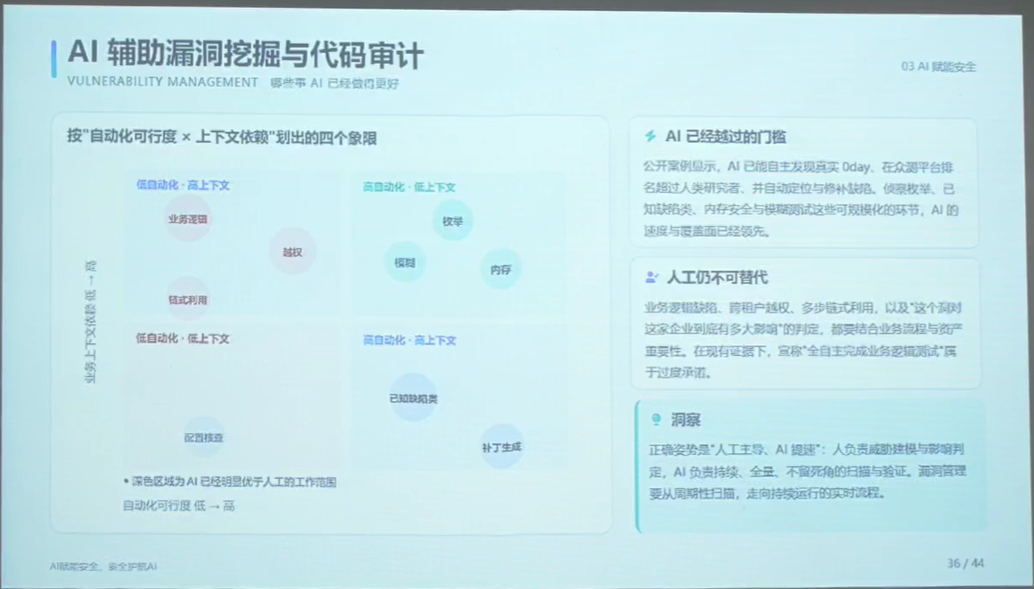 AI 辅助漏洞挖掘与代码审计
VULNERABILITY MANAGEMENT 哪些事 AI 已经做得更好
03 AI 赋能安全
按"自动化可行度 × 上下文依赖"划出的四个象限
低自动化 · 高上下文
业务逻辑
越权
链式利用
高自动化 · 低上下文
枚举
模糊
内存
业务上下文依赖 低 → 高
低自动化 · 低上下文
配置核查
高自动化 · 高上下文
已知缺陷类
补丁生成
• 深色区域为 AI 已经明显优于人工的工作范围
自动化可行度 低 → 高
AI 已经越过的门槛
公开案例显示，AI 已能自主发现真实 0day、在众测平台排
名超过人类研究者、并自动定位与修补缺陷。侦察枚举、已
知缺陷类、内存安全与模糊测试这些可规模化的环节，AI 的
速度与覆盖面已经领先。
人工仍不可替代
业务逻辑缺陷、跨租户越权、多步链式利用，以及"这个洞对
这家企业到底有多大影响"的判定，都要结合业务流程与资产
重要性。在现有证据下，宣称"全自主完成业务逻辑测试"属
于过度承诺。
洞察
正确姿势是"人工主导、AI 提速"：人负责威胁建模与影响判
定，AI 负责持续、全量、不留死角的扫描与验证。漏洞管理
要从周期性扫描，走向持续运行的实时流程。
AI赋能安全，安全护航AI
36 / 44